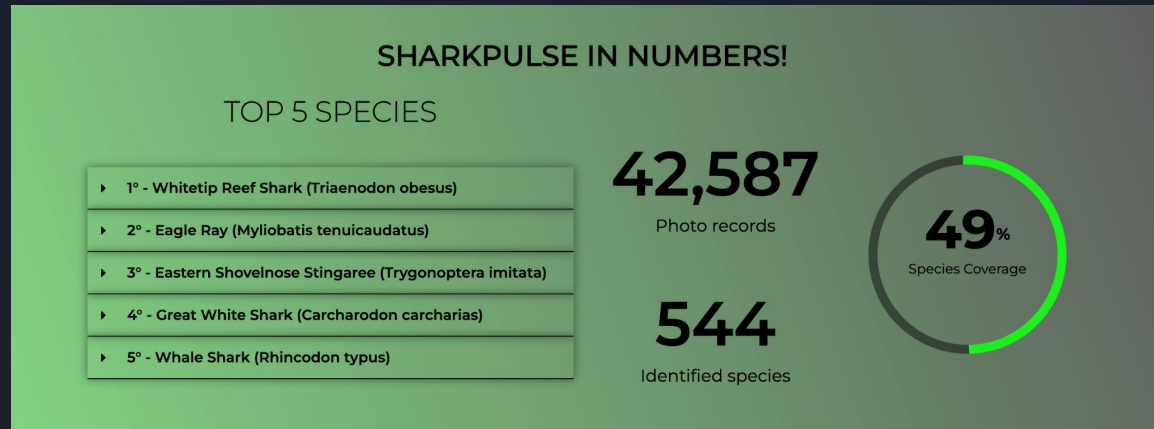 SHARKPULSE IN NUMBERS!
TOP 5 SPECIES
1° - Whitetip Reef Shark (Triaenodon obesus)
2° - Eagle Ray (Myliobatis tenuicaudatus)
3° - Eastern Shovelnose Stingaree (Trygonoptera imitata)
4° - Great White Shark (Carcharodon carcharias)
5° - Whale Shark (Rhincodon typus)
42,587
Photo records
544
Identified species
49%
Species Coverage